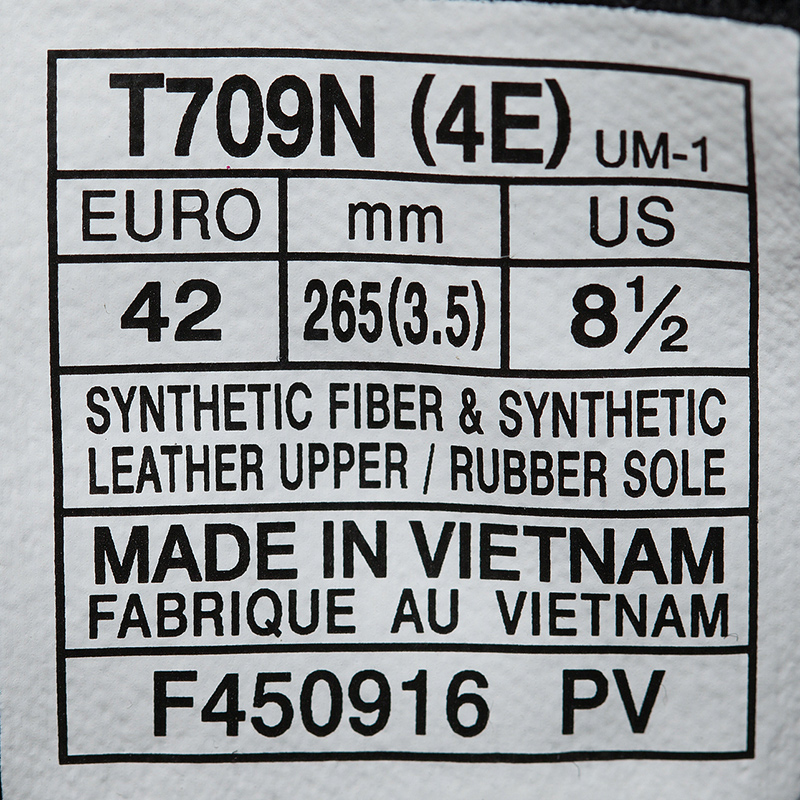 T709N (4E) UM-1
EURO mm US
42 265(3.5) 8½
SYNTHETIC FIBER & SYNTHETIC
LEATHER UPPER / RUBBER SOLE
MADE IN VIETNAM
FABRIQUE AU VIETNAM
F450916 PV